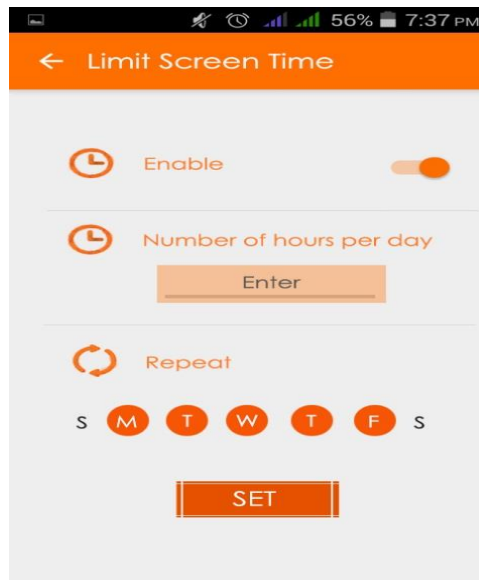 56% 7:37 PM
← Limit Screen Time
Enable
Number of hours per day
Enter
Repeat
S M T W T F S
SET